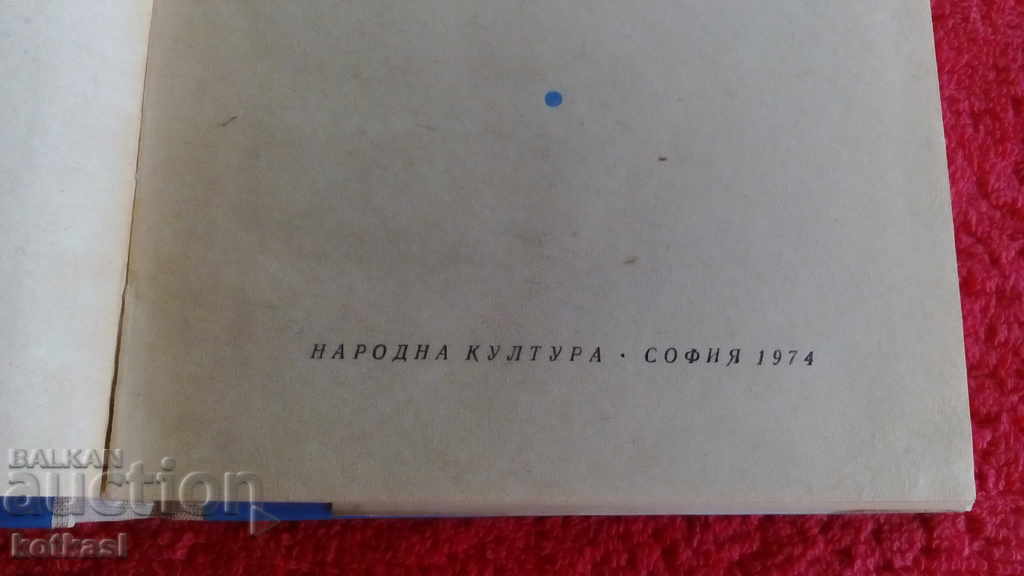 НАРОДНА КУЛТУРА · СОФИЯ 1974
BALKAN
auction
kotkasl